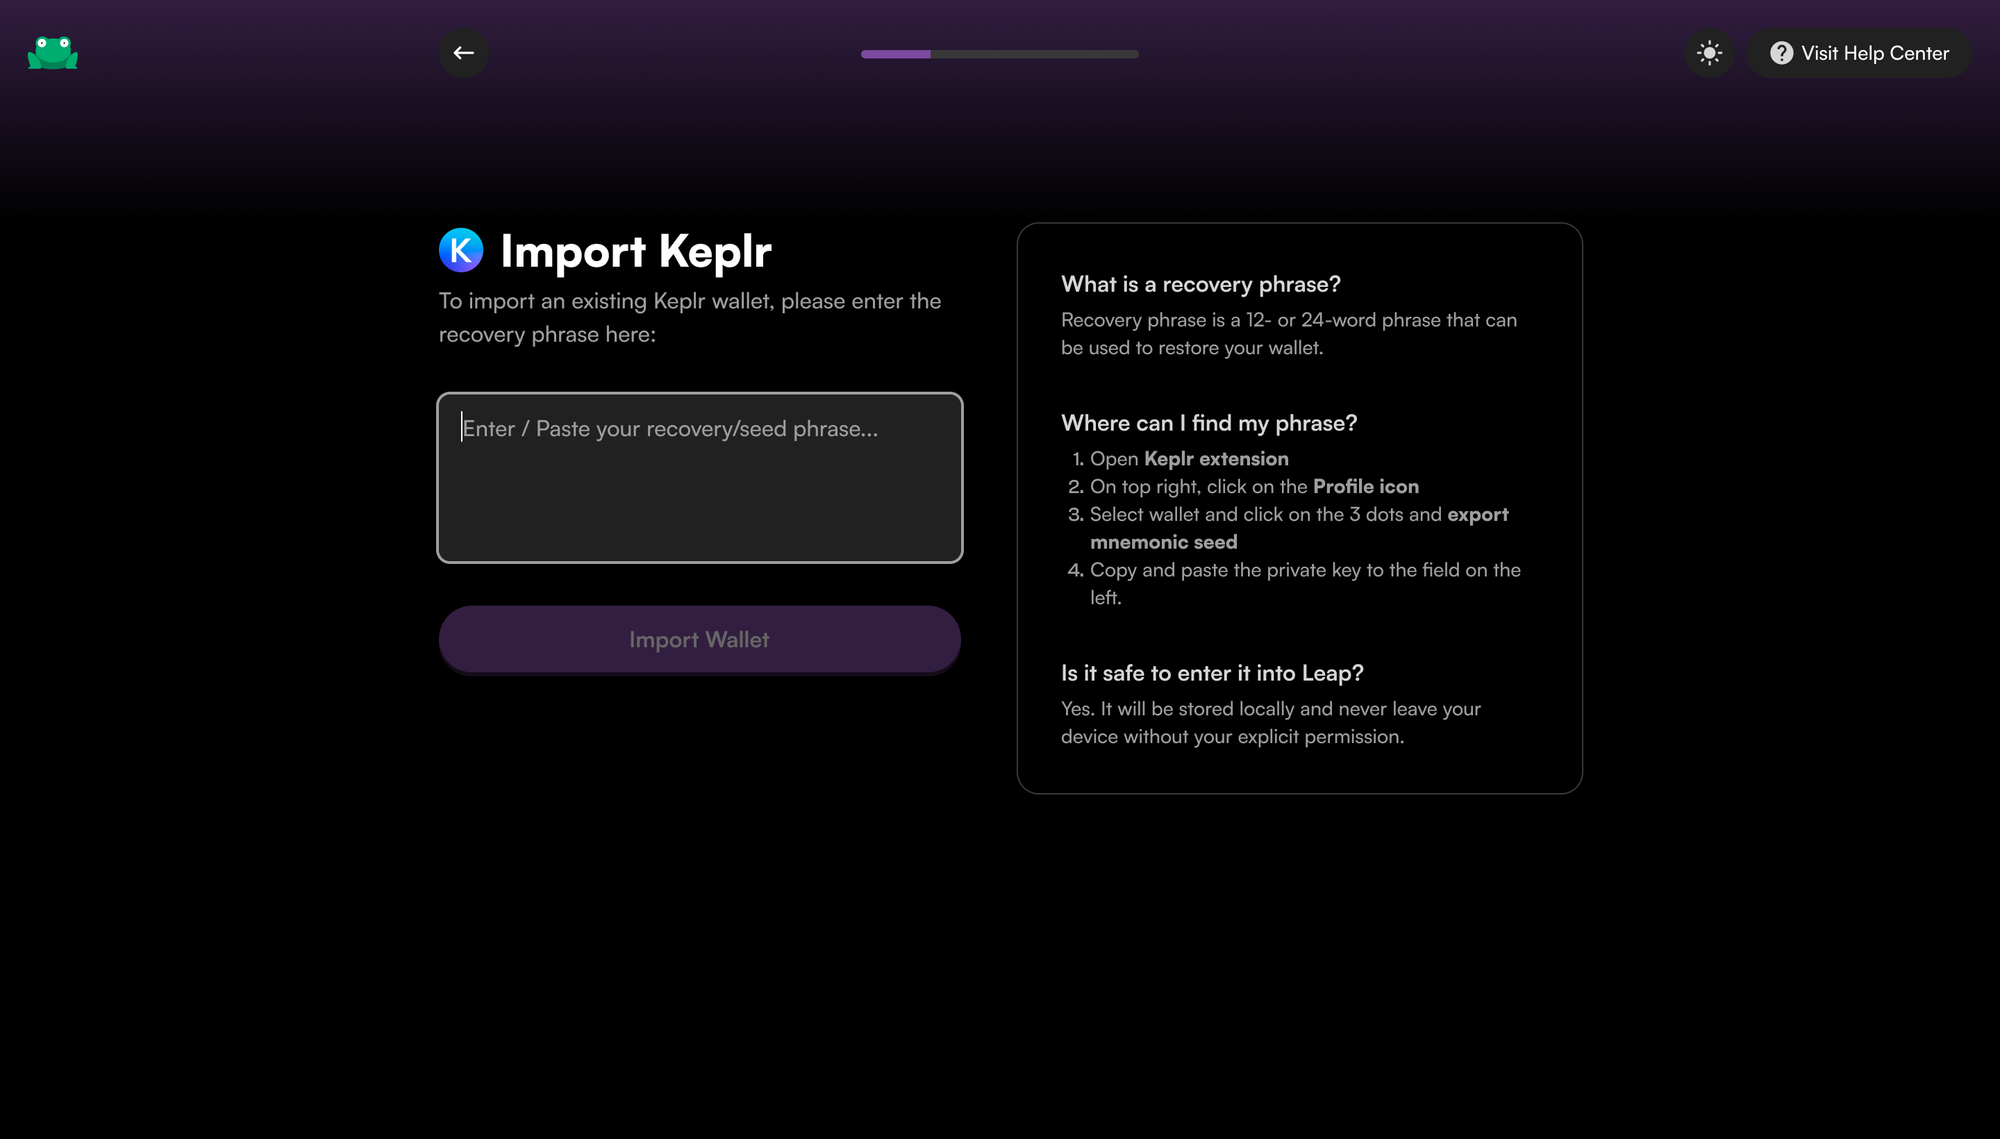 Visit Help Center
K Import Keplr
To import an existing Keplr wallet, please enter the
recovery phrase here:
Enter / Paste your recovery/seed phrase...
Import Wallet
What is a recovery phrase?
Recovery phrase is a 12- or 24-word phrase that can
be used to restore your wallet.
Where can I find my phrase?
1. Open Keplr extension
2. On top right, click on the Profile icon
3. Select wallet and click on the 3 dots and export
mnemonic seed
4. Copy and paste the private key to the field on the
left.
Is it safe to enter it into Leap?
Yes. It will be stored locally and never leave your
device without your explicit permission.